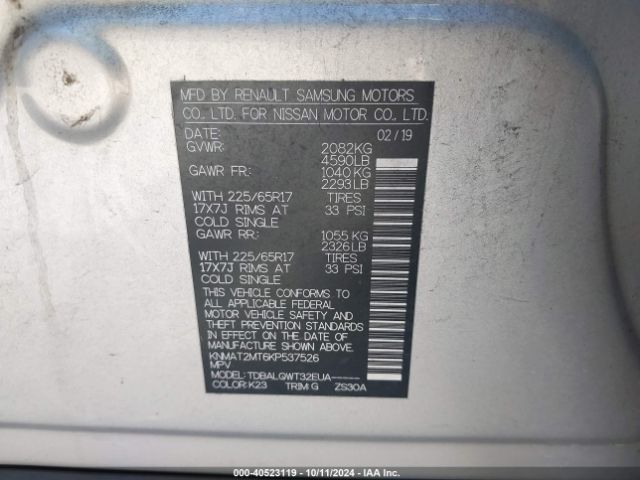 MFD BY RENAULT SAMSUNG MOTORS
CO., LTD. FOR NISSAN MOTOR CO., LTD.
DATE: 02/19
GVWR: 2082KG
4590LB
GAWR FR: 1040KG
2293LB
WITH 225/65R17 TIRES
17X7J RIMS AT 33 PSI
COLD SINGLE
GAWR RR: 1055 KG
2326LB
WITH 225/65R17 TIRES
17X7J RIMS AT 33 PSI
COLD SINGLE
THIS VEHICLE CONFORMS TO
ALL APPLICABLE FEDERAL
MOTOR VEHICLE SAFETY AND
THEFT PREVENTION STANDARDS
IN EFFECT ON THE DATE OF
MANUFACTURE SHOWN ABOVE.
KNMAT2MT6KP537526
MPV
MODEL: TDBALGWT32EUA------
COLOR:K23 TRIM:G ZS30A
000-40523119 - 10/11/2024 - IAA Inc.